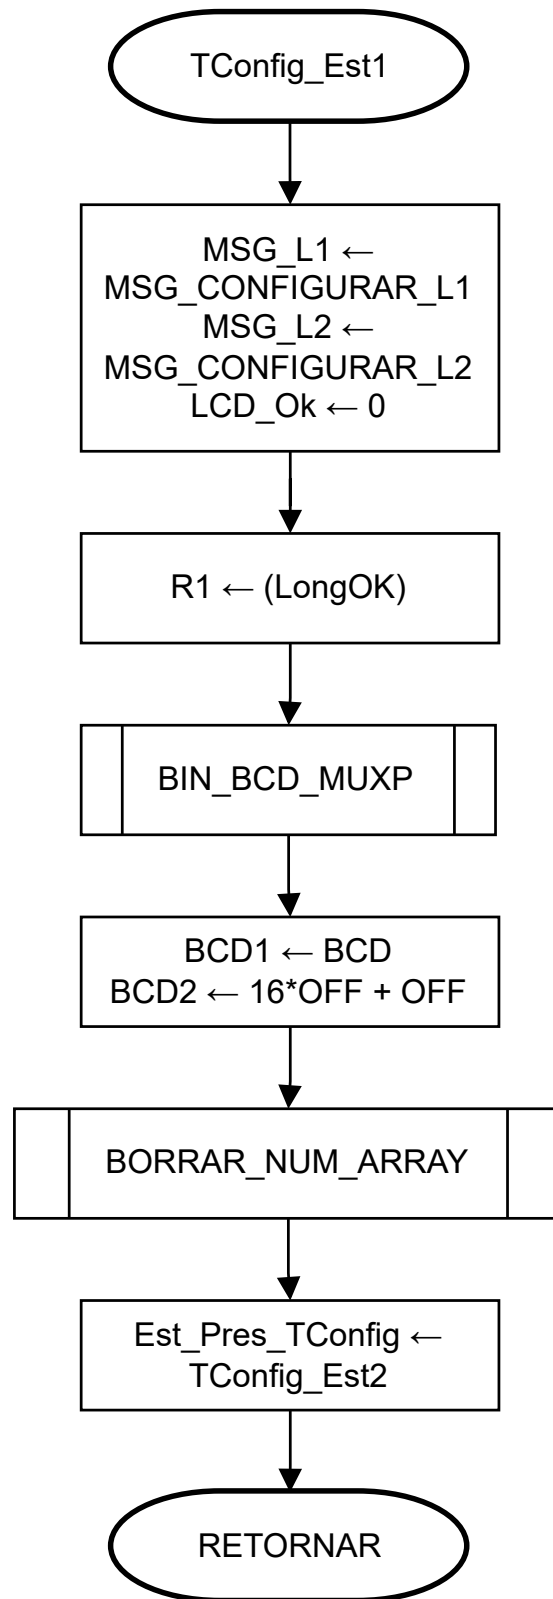 TConfig_Est1
MSG_L1 ←
MSG_CONFIGURAR_L1
MSG_L2 ←
MSG_CONFIGURAR_L2
LCD_Ok ← 0
R1 ← (LongOK)
BIN_BCD_MUXP
BCD1 ← BCD
BCD2 ← 16*OFF + OFF
BORRAR_NUM_ARRAY
Est_Pres_TConfig ←
TConfig_Est2
RETORNAR